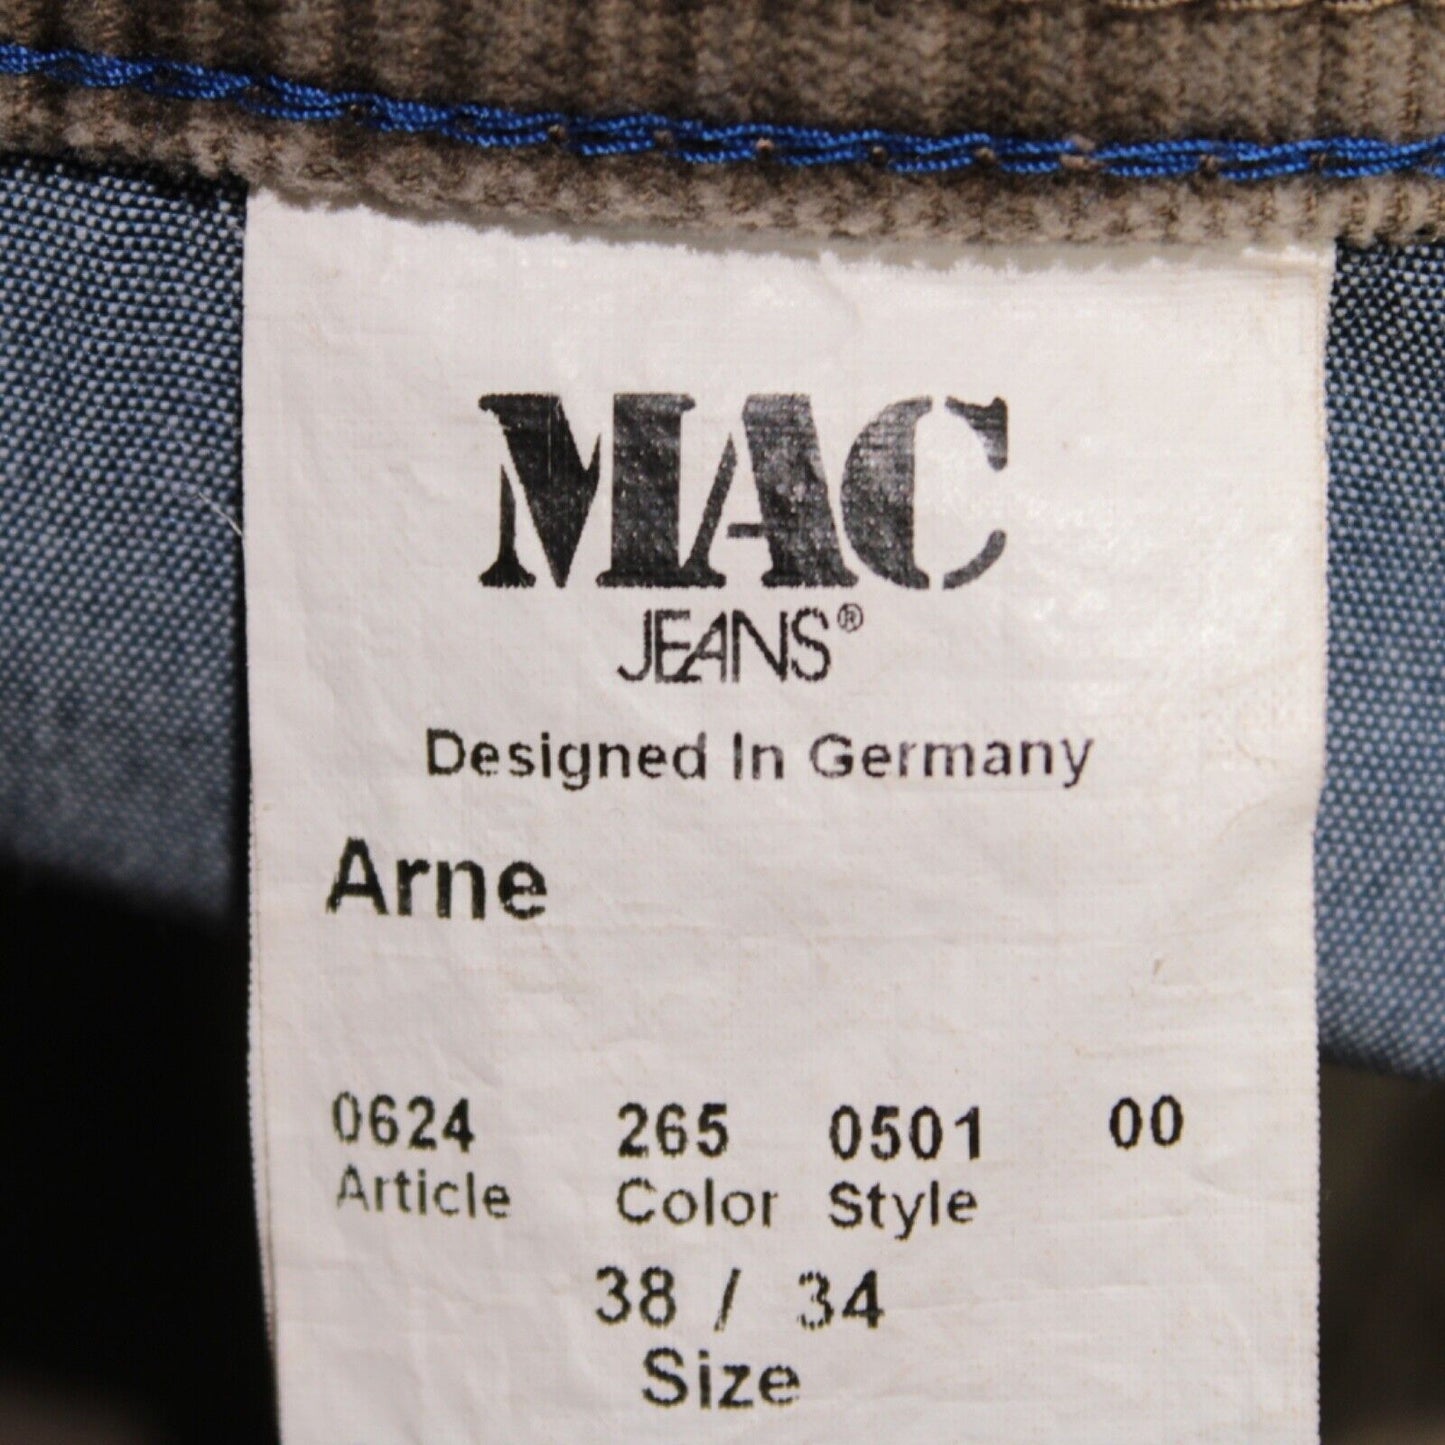 MAC
JEANS®
Designed In Germany
Arne
0624 265 0501 00
Article Color Style
38 / 34
Size